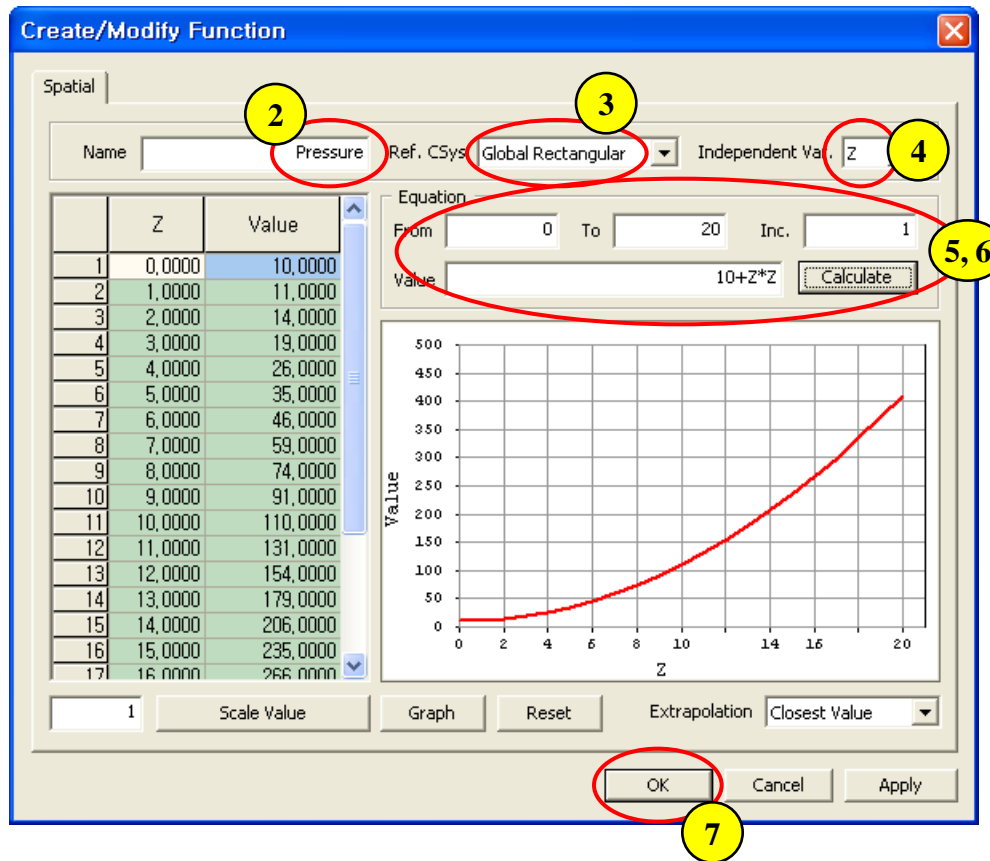 Create/Modify Function
Spatial
2
3
4
Name Pressure Ref. CSys Global Rectangular Independent Var. Z
Z Value
1 0,0000 10,0000
2 1,0000 11,0000
3 2,0000 14,0000
4 3,0000 19,0000
5 4,0000 26,0000
6 5,0000 35,0000
7 6,0000 46,0000
8 7,0000 59,0000
9 8,0000 74,0000
10 9,0000 91,0000
11 10,0000 110,0000
12 11,0000 131,0000
13 12,0000 154,0000
14 13,0000 179,0000
15 14,0000 206,0000
16 15,0000 235,0000
17 16,0000 266,0000
Equation
From 0 To 20 Inc. 1
5, 6
Value 10+Z*Z Calculate
500
450
400
350
300
250
200
150
100
50
0
Value
0 2 4 6 8 10 14 16 20
Z
1 Scale Value Graph Reset Extrapolation Closest Value
OK Cancel Apply
7